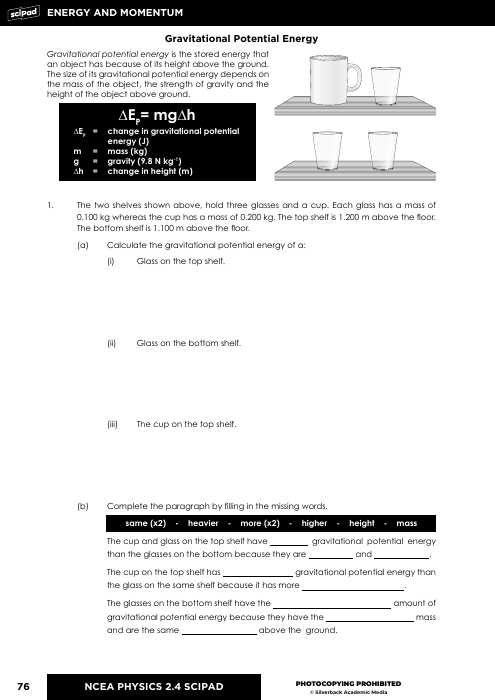 scipad ENERGY AND MOMENTUM
Gravitational Potential Energy
Gravitational potential energy is the stored energy that
an object has because of its height above the ground.
The size of its gravitational potential energy depends on
the mass of the object, the strength of gravity and the
height of the object above ground.
ΔEp= mgΔh
ΔEp = change in gravitational potential
energy (J)
m = mass (kg)
g = gravity (9.8 N kg⁻¹)
Δh = change in height (m)
1. The two shelves shown above, hold three glasses and a cup. Each glass has a mass of
0.100 kg whereas the cup has a mass of 0.200 kg. The top shelf is 1.200 m above the floor.
The bottom shelf is 1.100 m above the floor.
(a) Calculate the gravitational potential energy of a:
(i) Glass on the top shelf.
(ii) Glass on the bottom shelf.
(iii) The cup on the top shelf.
(b) Complete the paragraph by filling in the missing words.
same (x2) - heavier - more (x2) - higher - height - mass
The cup and glass on the top shelf have ________ gravitational potential energy
than the glasses on the bottom because they are ________ and ________.
The cup on the top shelf has ________ gravitational potential energy than
the glass on the same shelf because it has more ________.
The glasses on the bottom shelf have the ________ amount of
gravitational potential energy because they have the ________ mass
and are the same ________ above the ground.
76 NCEA PHYSICS 2.4 SCIPAD PHOTOCOPYING PROHIBITED
© Silverback Academic Media